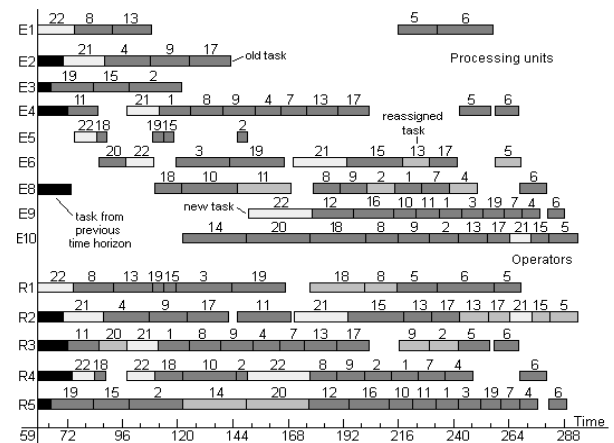 E1 22 8 13 5 6
E2 21 4 9 17 old task Processing units
E3 19 15 2
E4 11 21 1 8 9 4 7 13 17 5 6
E5 22 18 19 15 2
reassigned
task
E6 20 22 3 19 21 15 13 17 5
E8 18 10 11 8 9 2 1 7 4 6
E9 task from previous time horizon new task 22 12 16 10 11 1 3 19 7 4 6
E10 14 20 18 8 9 2 13 17 21 15 5
Operators
R1 22 8 13 19 15 3 19 18 8 5 6 5
R2 21 4 9 17 11 21 15 13 17 13 17 21 15 5
R3 11 20 21 1 8 9 4 7 13 17 9 2 5 6
R4 22 18 21 18 10 2 22 8 9 2 1 7 4 6
R5 19 15 2 14 20 12 16 10 11 1 3 19 7 4 6
Time
59 72 96 120 144 168 192 216 240 264 288